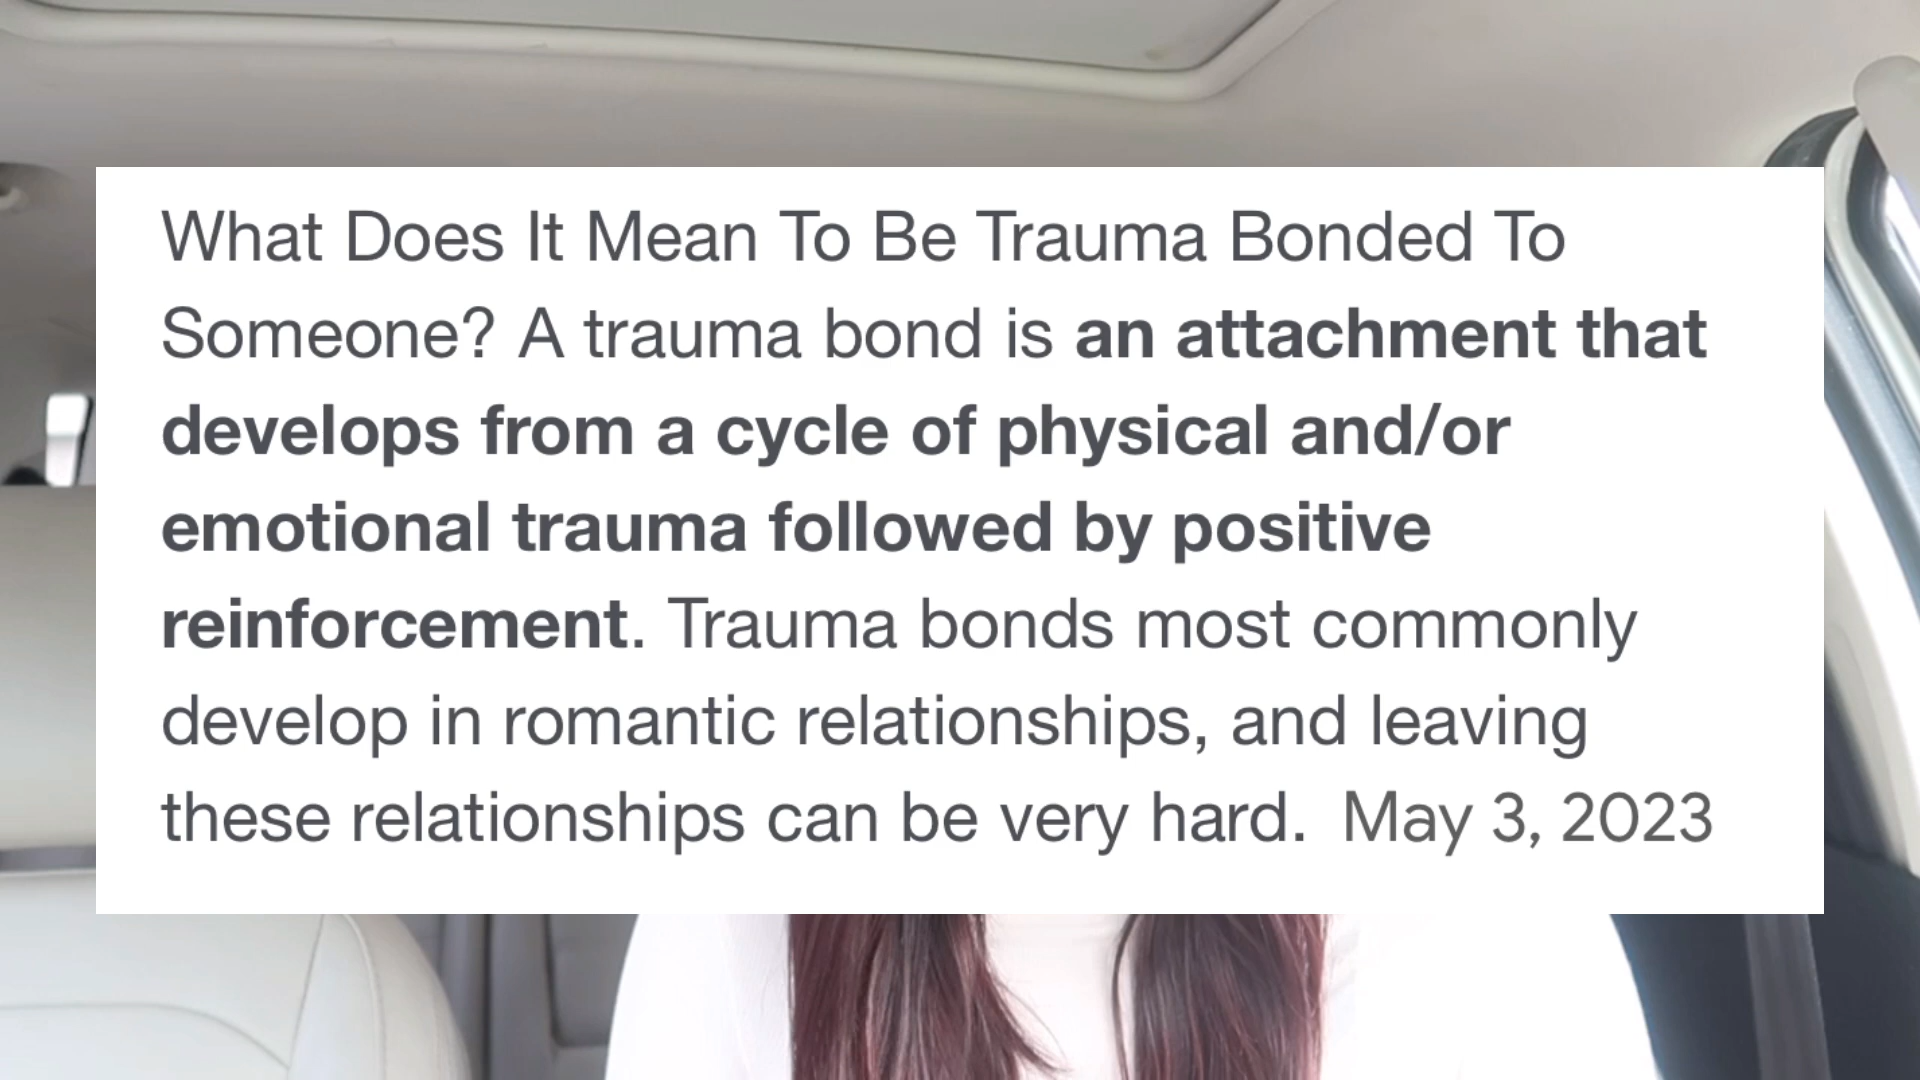 What Does It Mean To Be Trauma Bonded To
Someone? A trauma bond is an attachment that
develops from a cycle of physical and/or
emotional trauma followed by positive
reinforcement. Trauma bonds most commonly
develop in romantic relationships, and leaving
these relationships can be very hard. May 3, 2023